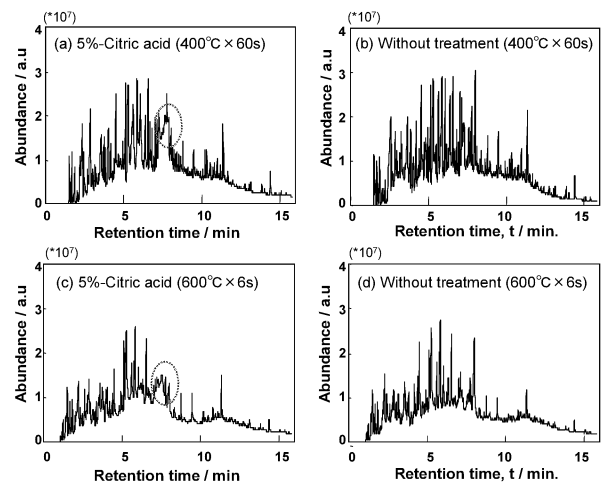 (*10⁷)
(a) 5%-Citric acid (400℃×60s)
Abundance / a.u
4
3
2
1
0
0 5 10 15
Retention time / min
(*10⁷)
(b) Without treatment (400℃×60s)
Abundance / a.u
4
3
2
1
0
0 5 10 15
Retention time, t / min.
(*10⁷)
(c) 5%-Citric acid (600℃×6s)
Abundance / a.u
4
3
2
1
0
0 5 10 15
Retention time / min
(*10⁷)
(d) Without treatment (600℃×6s)
Abundance / a.u
4
3
2
1
0
0 5 10 15
Retention time, t / min.